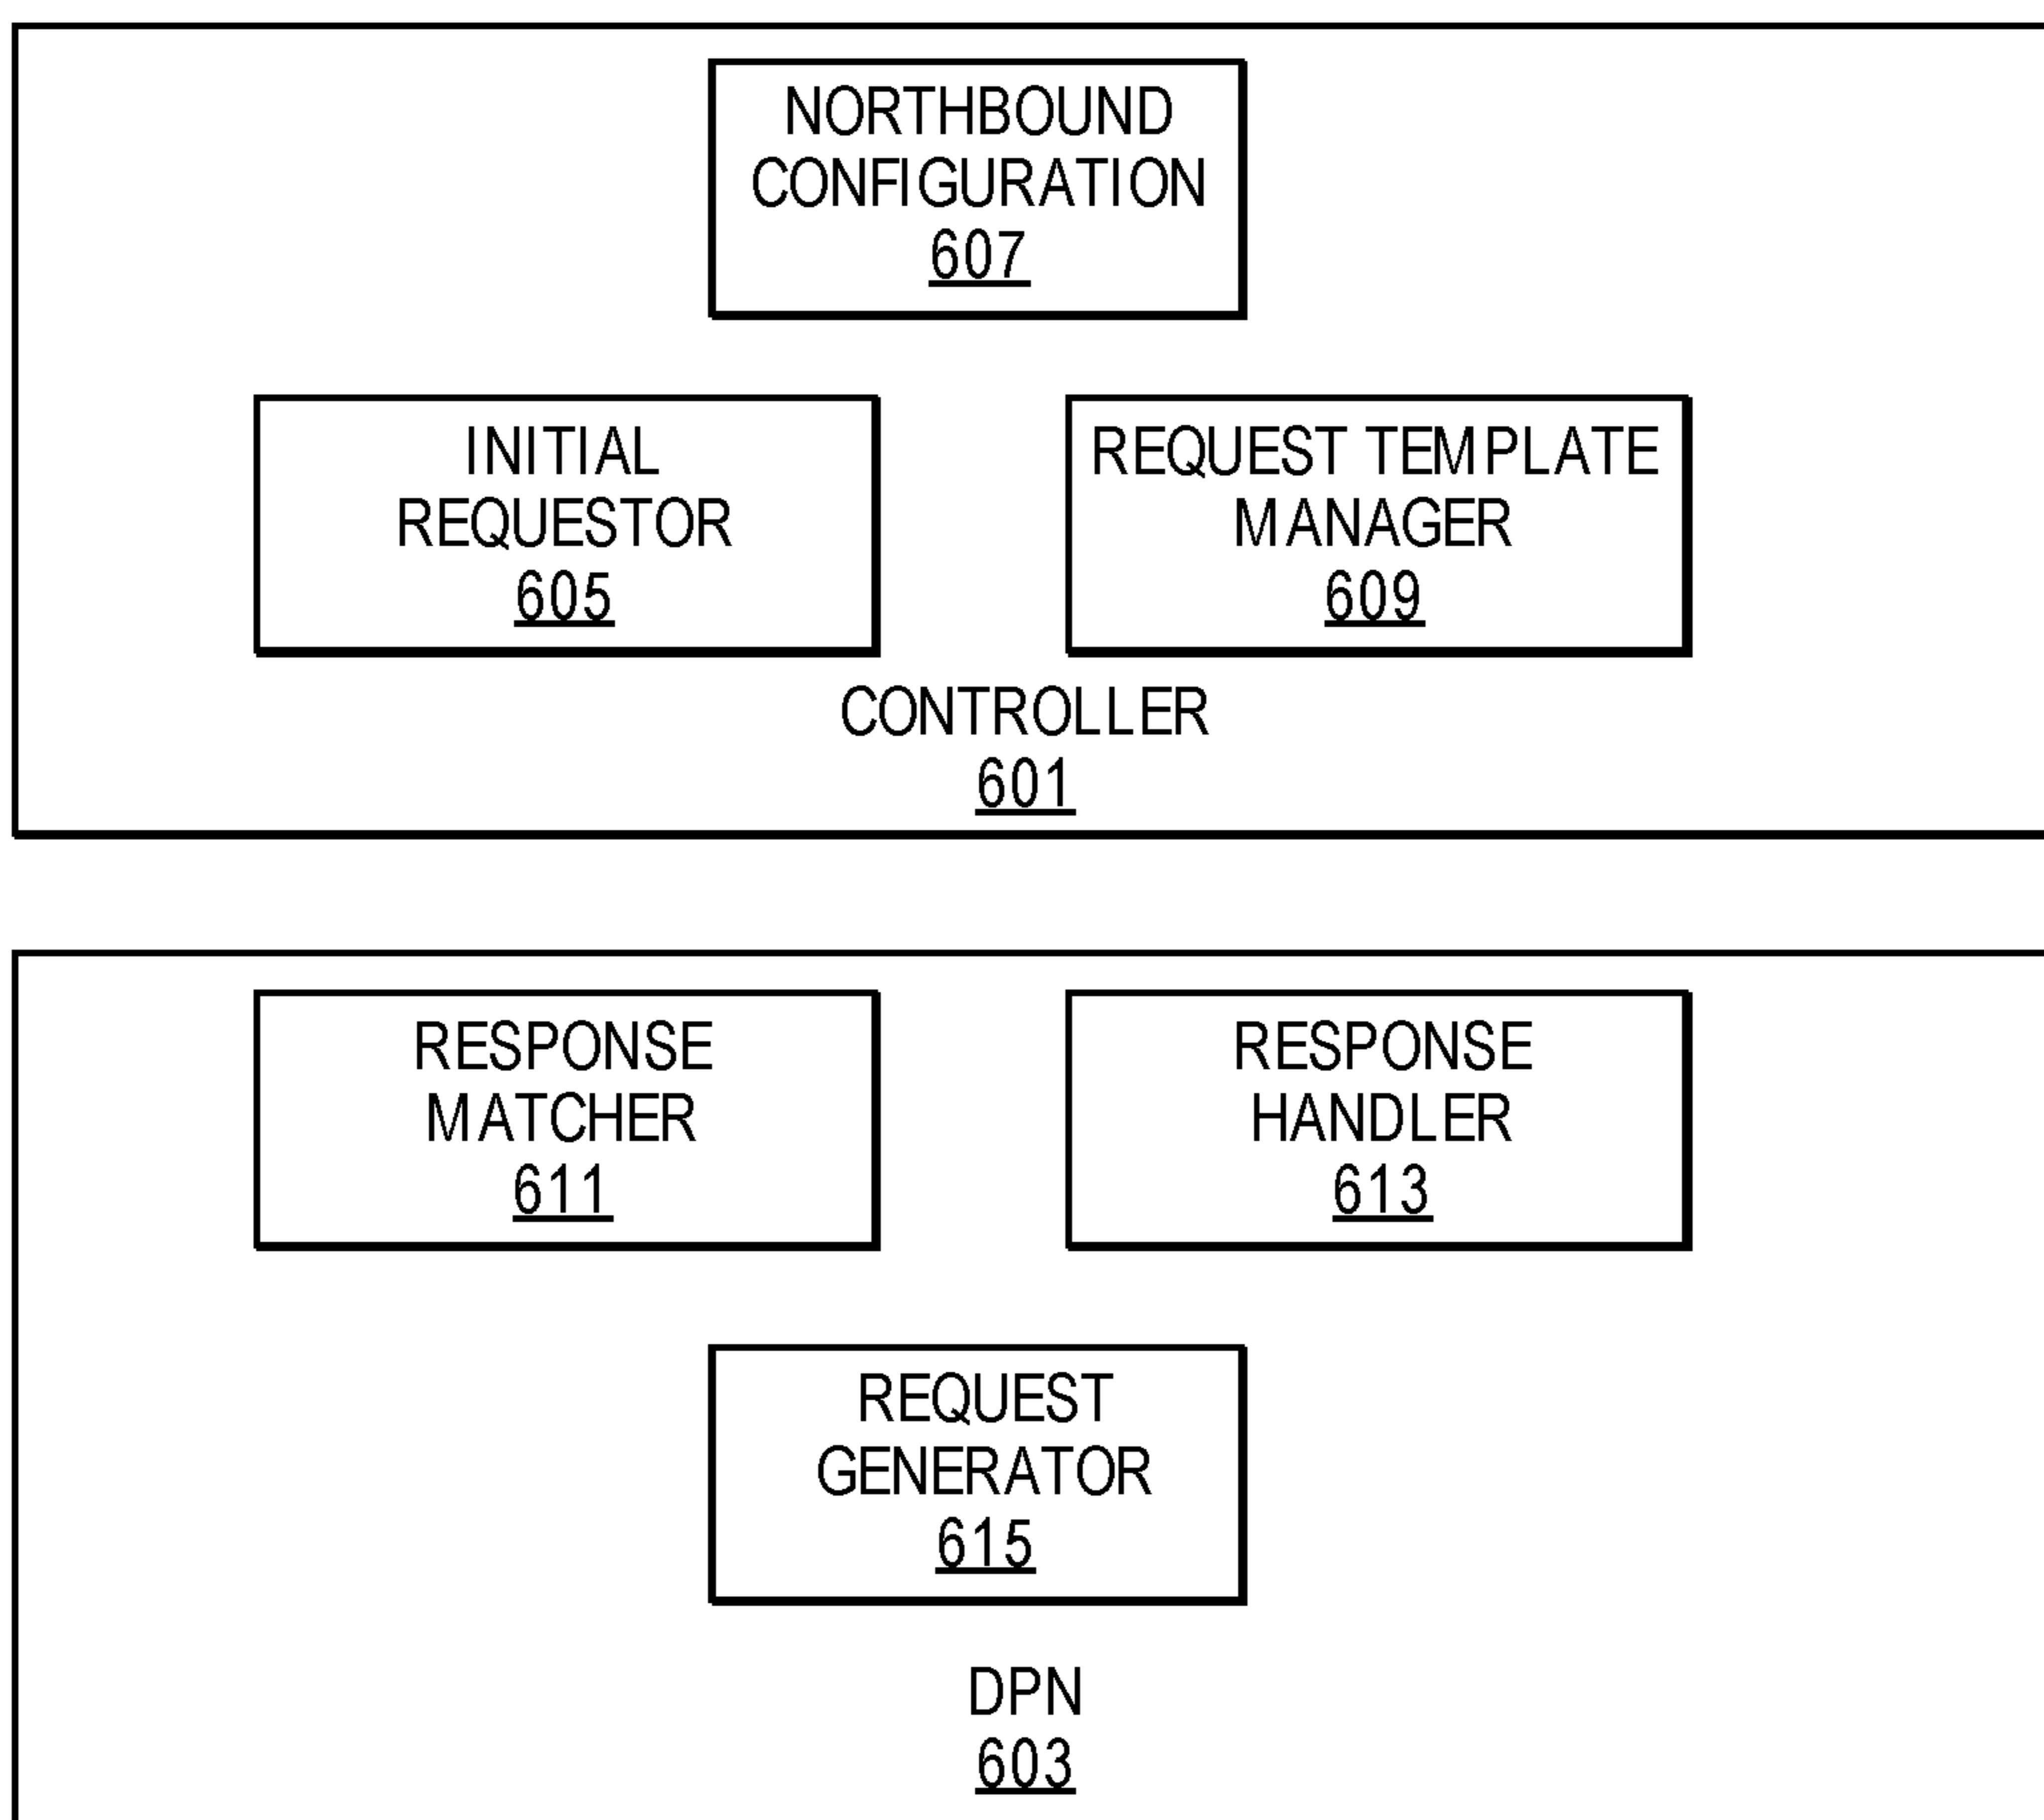 NORTHBOUND
CONFIGURATION
607
INITIAL
REQUESTOR
605
REQUEST TEMPLATE
MANAGER
609
CONTROLLER
601
RESPONSE
MATCHER
611
RESPONSE
HANDLER
613
REQUEST
GENERATOR
615
DPN
603